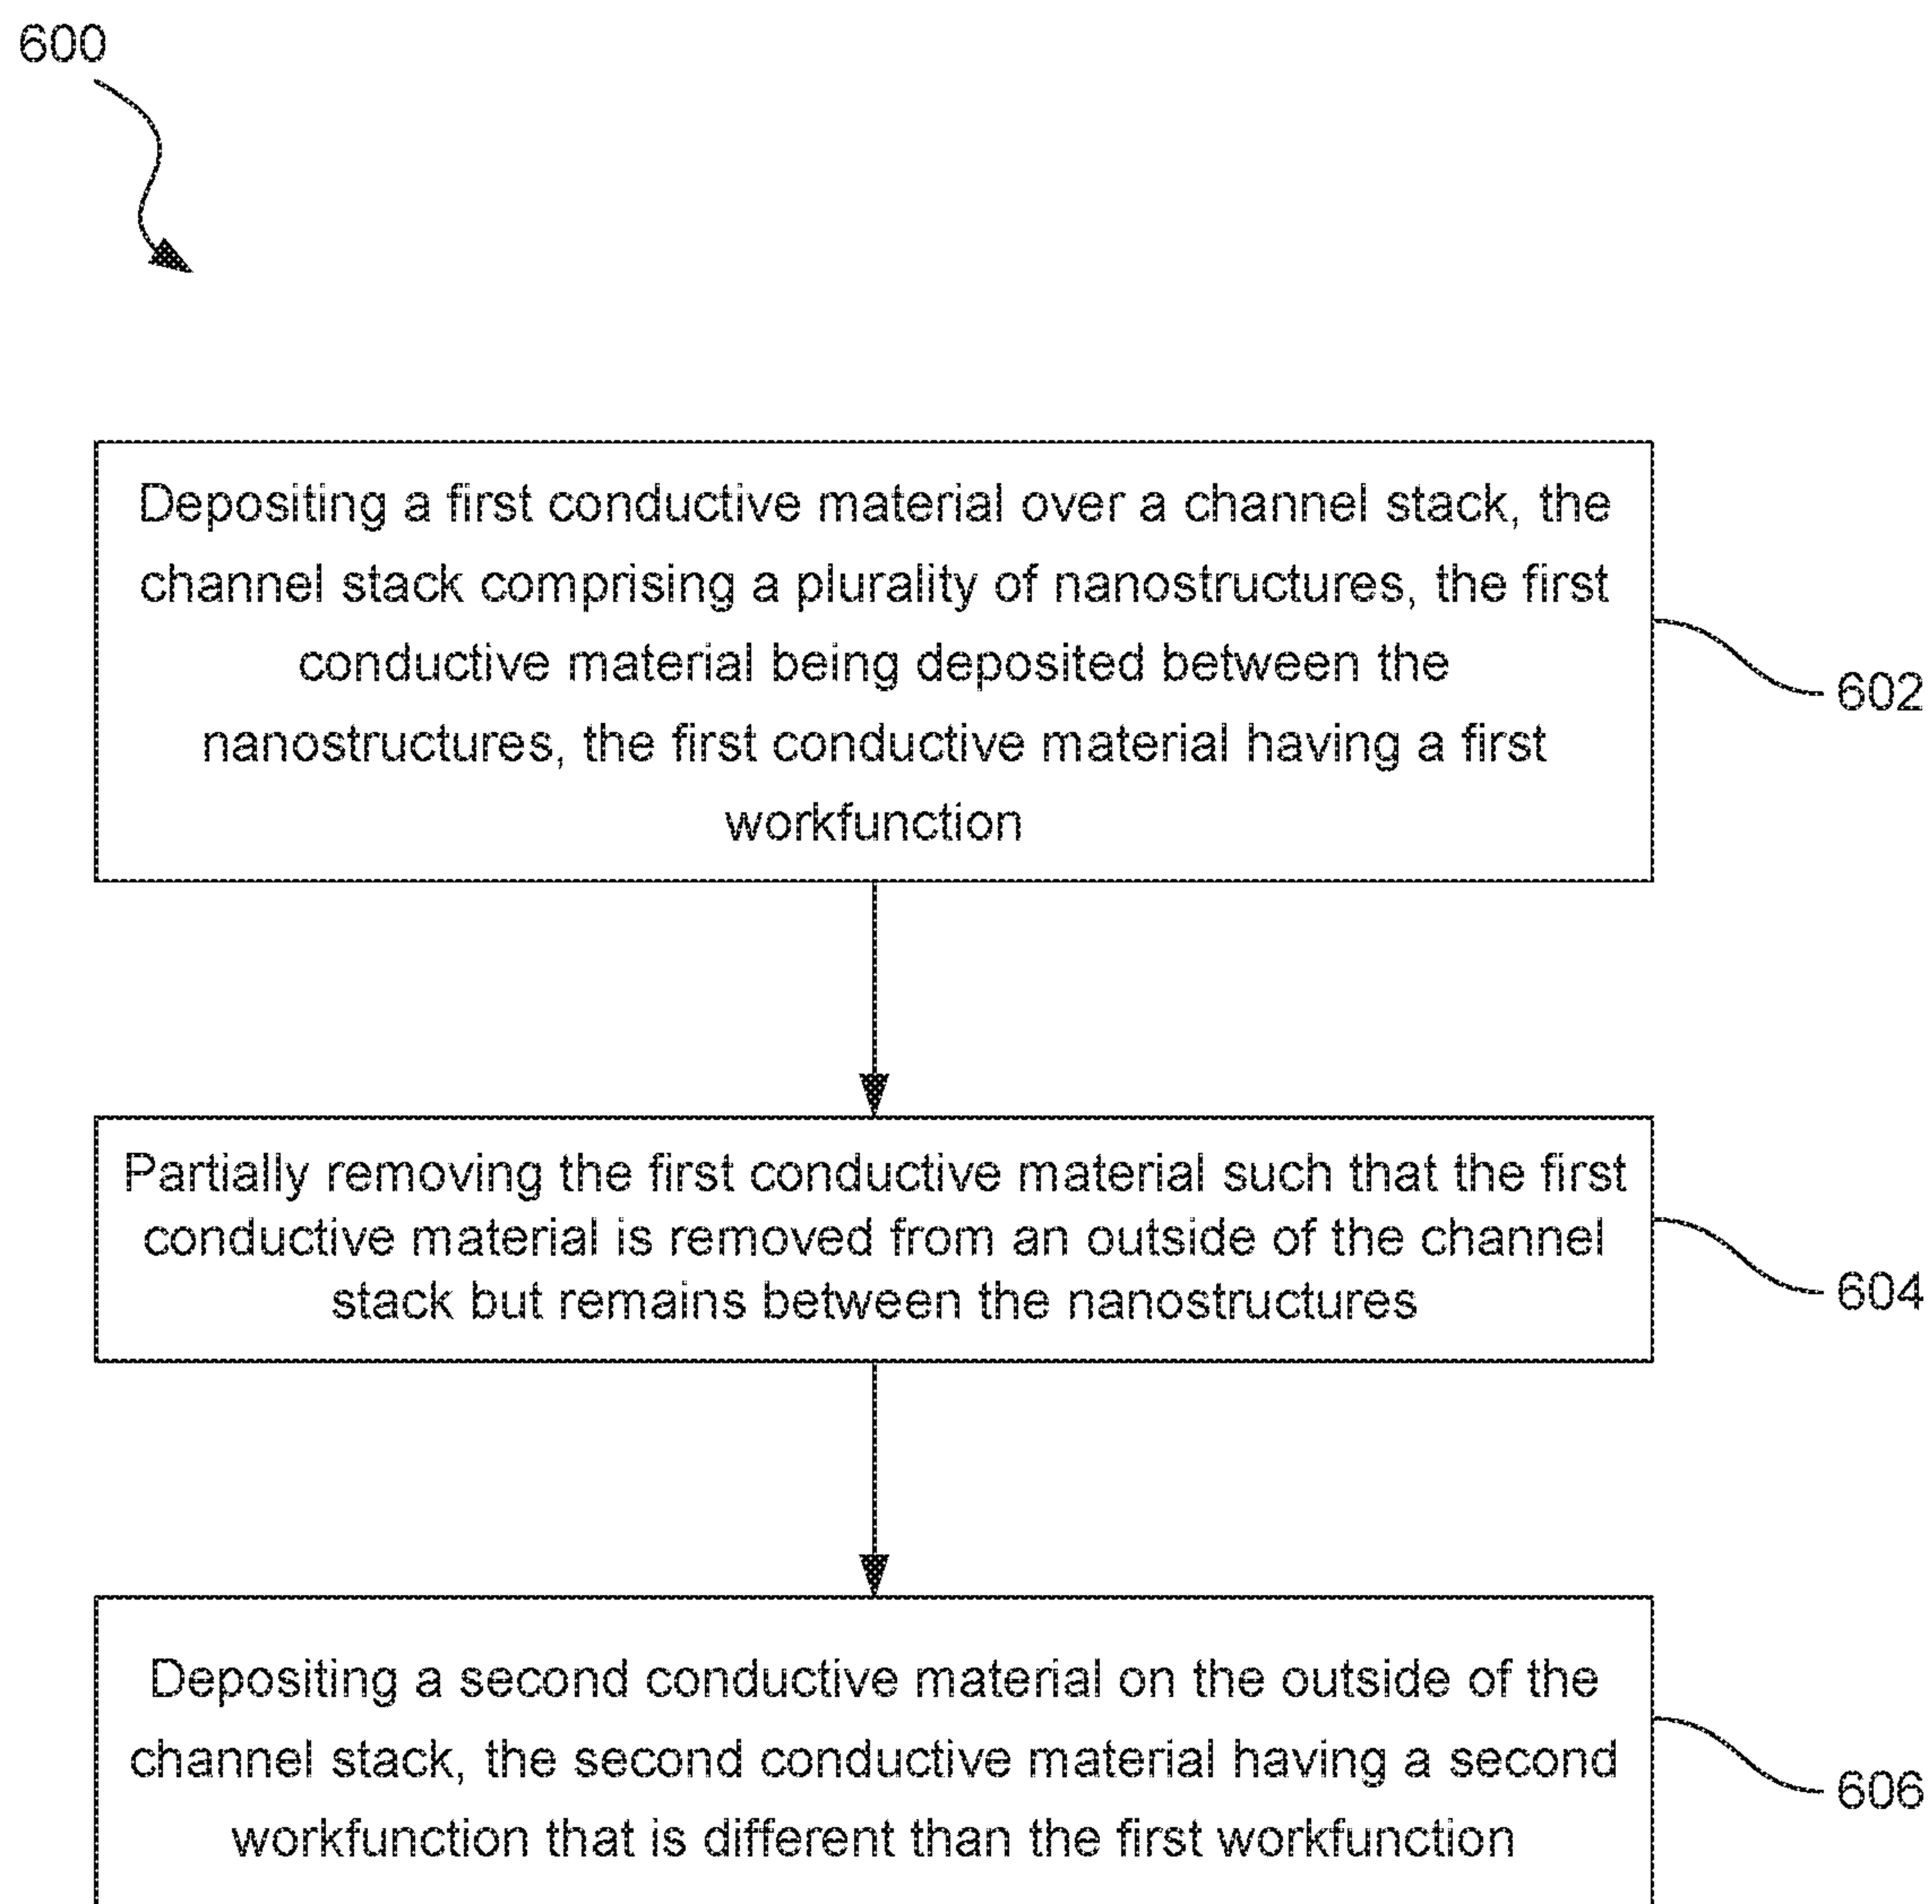 600
Depositing a first conductive material over a channel stack, the
channel stack comprising a plurality of nanostructures, the first
conductive material being deposited between the
nanostructures, the first conductive material having a first
workfunction
602
Partially removing the first conductive material such that the first
conductive material is removed from an outside of the channel
stack but remains between the nanostructures
604
Depositing a second conductive material on the outside of the
channel stack, the second conductive material having a second
workfunction that is different than the first workfunction
606